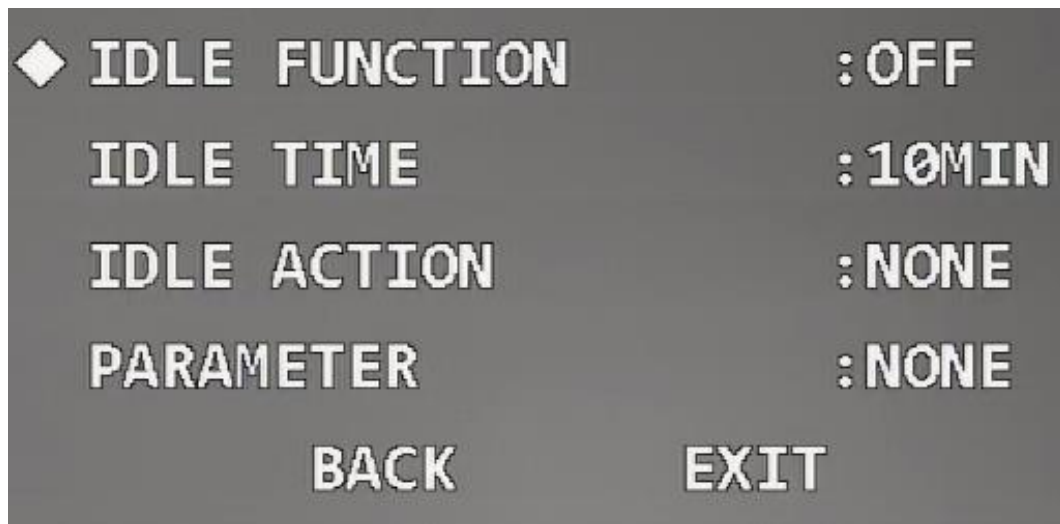 IDLE FUNCTION :OFF
IDLE TIME :10MIN
IDLE ACTION :NONE
PARAMETER :NONE
BACK EXIT